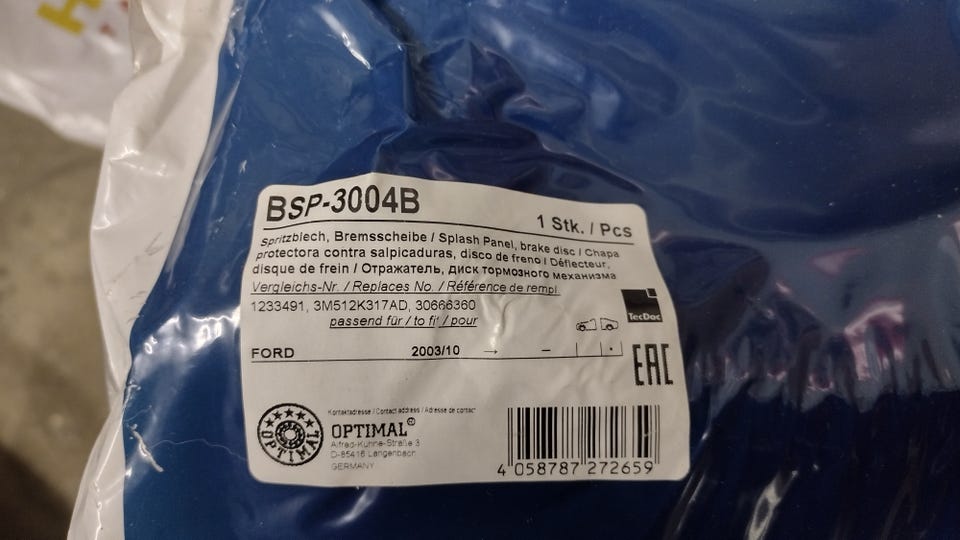 BSP-3004B
1 Stk. / Pcs
Spritzblech, Bremsscheibe / Splash Panel, brake disc / Chapa
protectora contra salpicaduras, disco de freno / Déflecteur,
disque de frein / Отражатель, диск тормозного механизма
Vergleichs-Nr. / Replaces No. / Référence de rempl.
1233491, 3M512K317AD, 30666360
passend für / to fit / pour
TecDoc
FORD 2003/10 → –
EAC
Kontaktadresse / Contact address / Adresse de contact
OPTIMAL®
Alfred-Kühne-Straße 3
D-85416 Langenbach
GERMANY
OPTIMAL
4 058787 272659